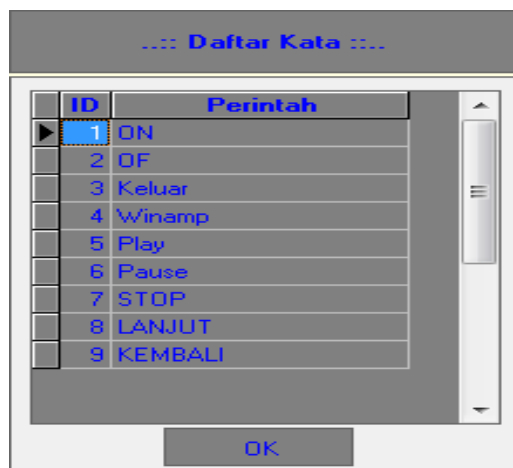 ..:: Daftar Kata ::..
ID Perintah
1 ON
2 OF
3 Keluar
4 Winamp
5 Play
6 Pause
7 STOP
8 LANJUT
9 KEMBALI
OK